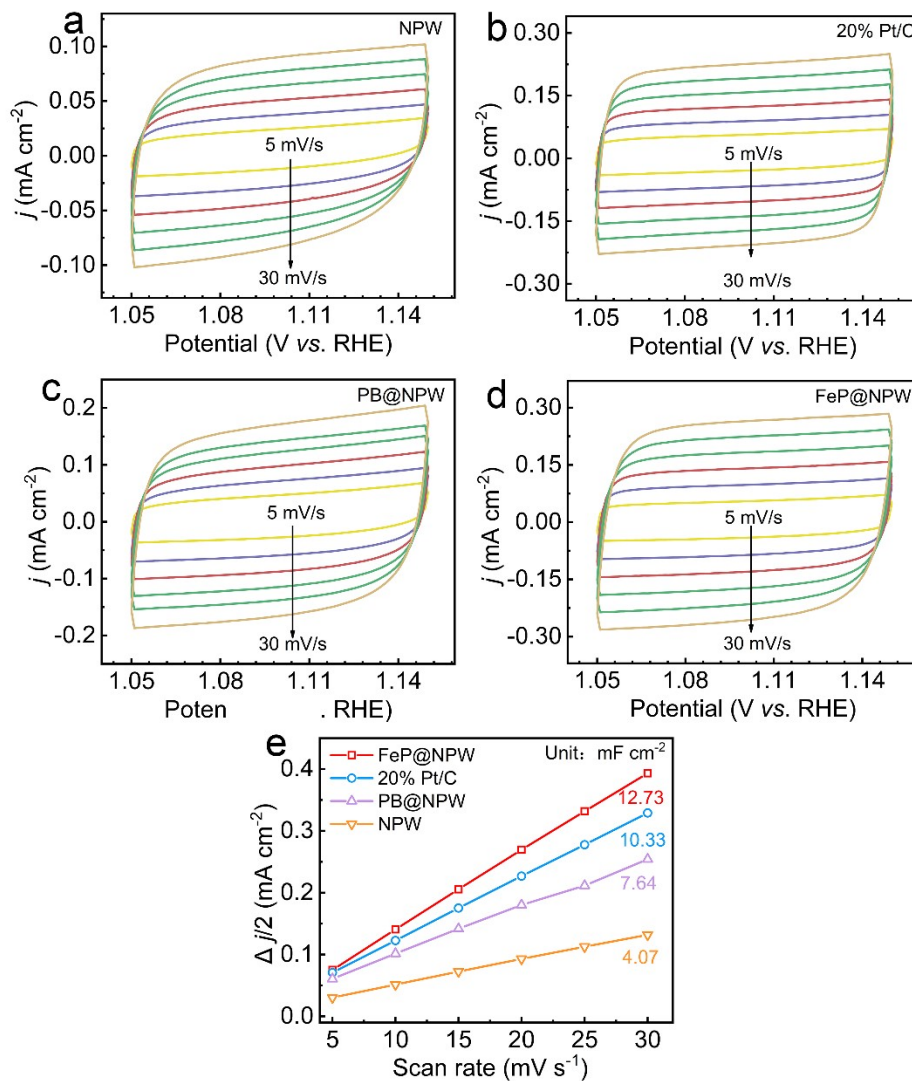 a
NPW
0.10
0.05
0.00
-0.05
-0.10
j (mA cm-2)
5 mV/s
30 mV/s
1.05 1.08 1.11 1.14
Potential (V vs. RHE)
b
20% Pt/C
0.30
0.15
0.00
-0.15
-0.30
j (mA cm-2)
5 mV/s
30 mV/s
1.05 1.08 1.11 1.14
Potential (V vs. RHE)
c
PB@NPW
0.2
0.1
0.0
-0.1
-0.2
j (mA cm-2)
5 mV/s
30 mV/s
1.05 1.08 1.11 1.14
Poten . RHE)
d
FeP@NPW
0.30
0.15
0.00
-0.15
-0.30
j (mA cm-2)
5 mV/s
30 mV/s
1.05 1.08 1.11 1.14
Potential (V vs. RHE)
e
FeP@NPW
20% Pt/C
PB@NPW
NPW
Unit: mF cm-2
0.4
0.3
0.2
0.1
0.0
Δ j/2 (mA cm-2)
12.73
10.33
7.64
4.07
5 10 15 20 25 30
Scan rate (mV s-1)